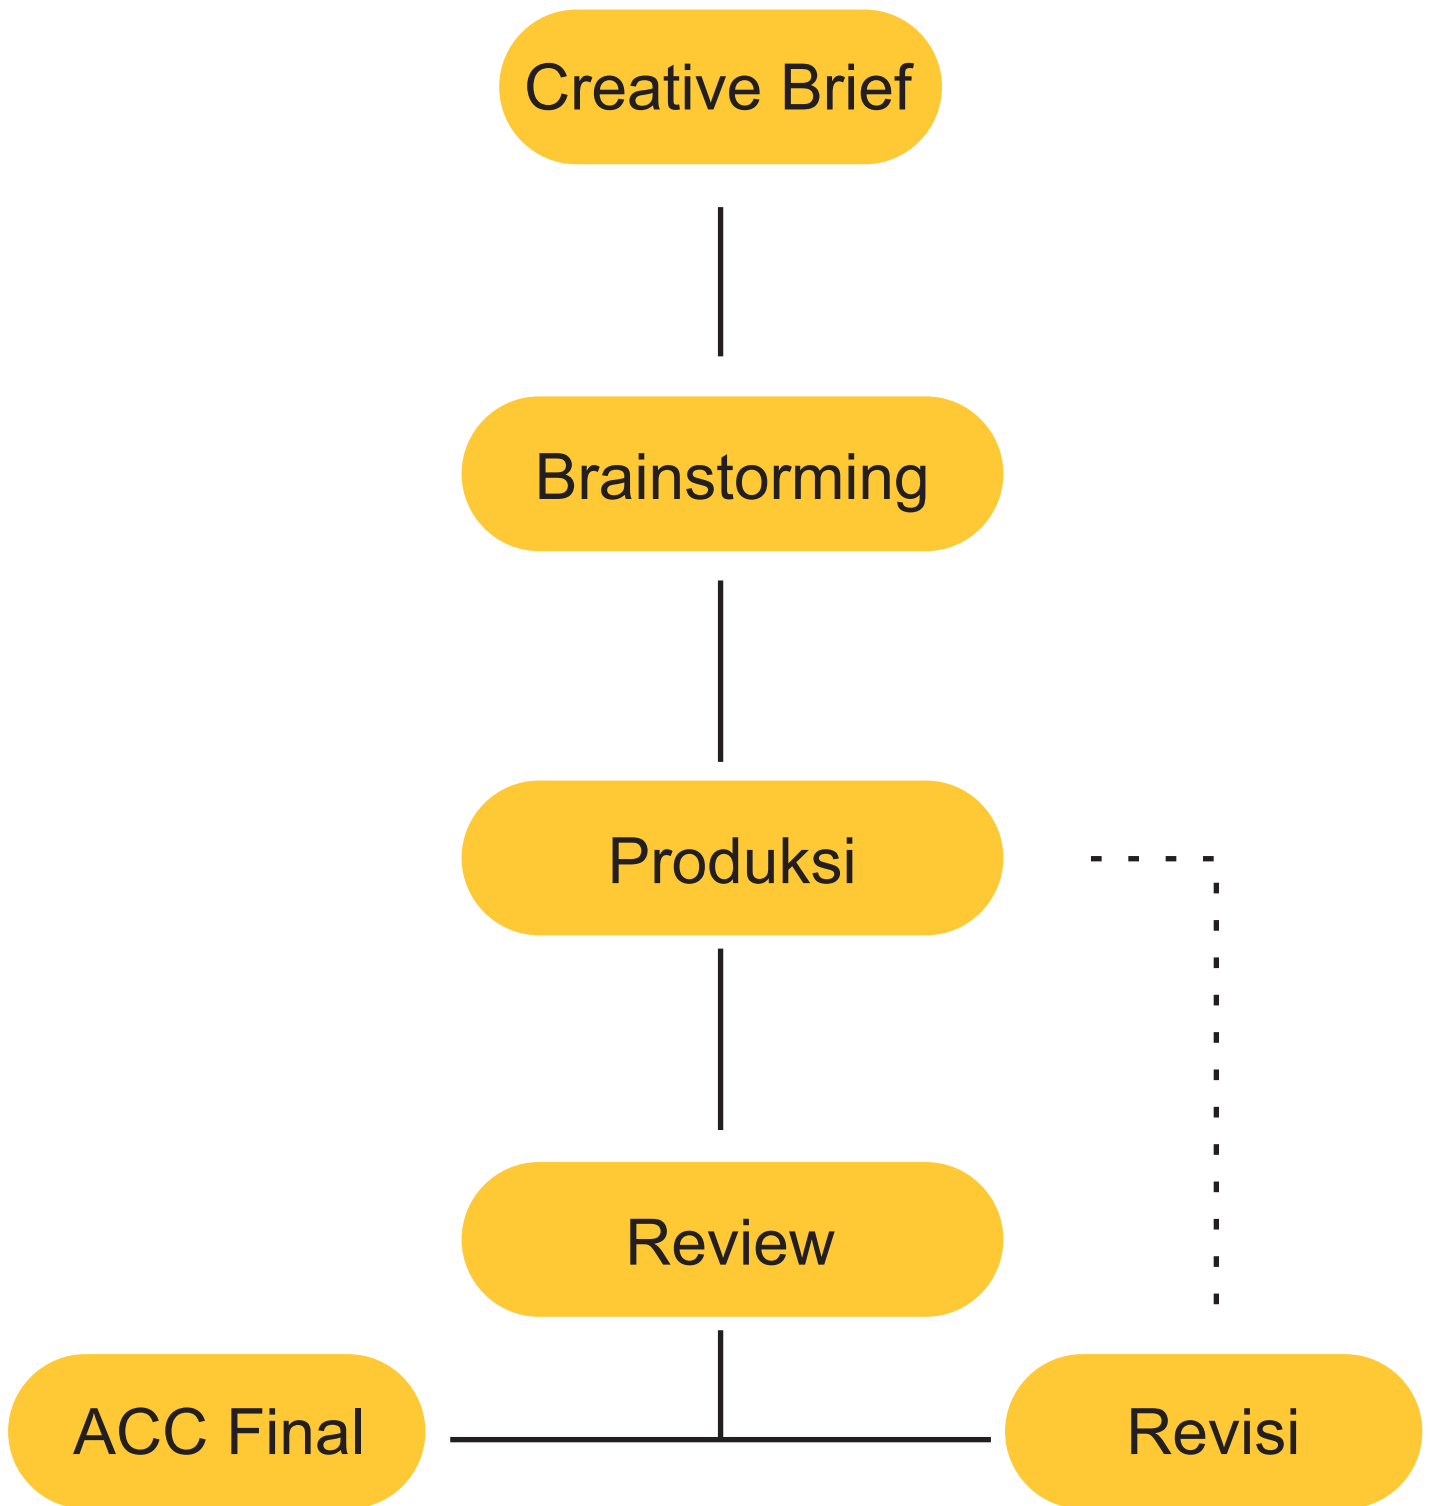 Creative Brief
Brainstorming
Produksi
Review
ACC Final
Revisi